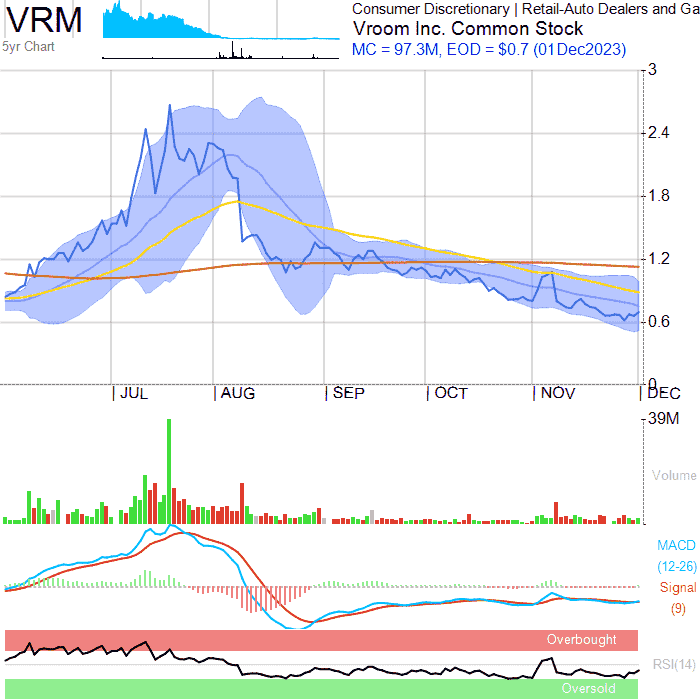 VRM
5yr Chart
Consumer Discretionary | Retail-Auto Dealers and Ga
Vroom Inc. Common Stock
MC = 97.3M, EOD = $0.7 (01Dec2023)
3
2.4
1.8
1.2
0.6
0
JUL AUG SEP OCT NOV DEC
39M
Volume
MACD
(12-26)
Signal
(9)
Overbought
RSI(14)
Oversold